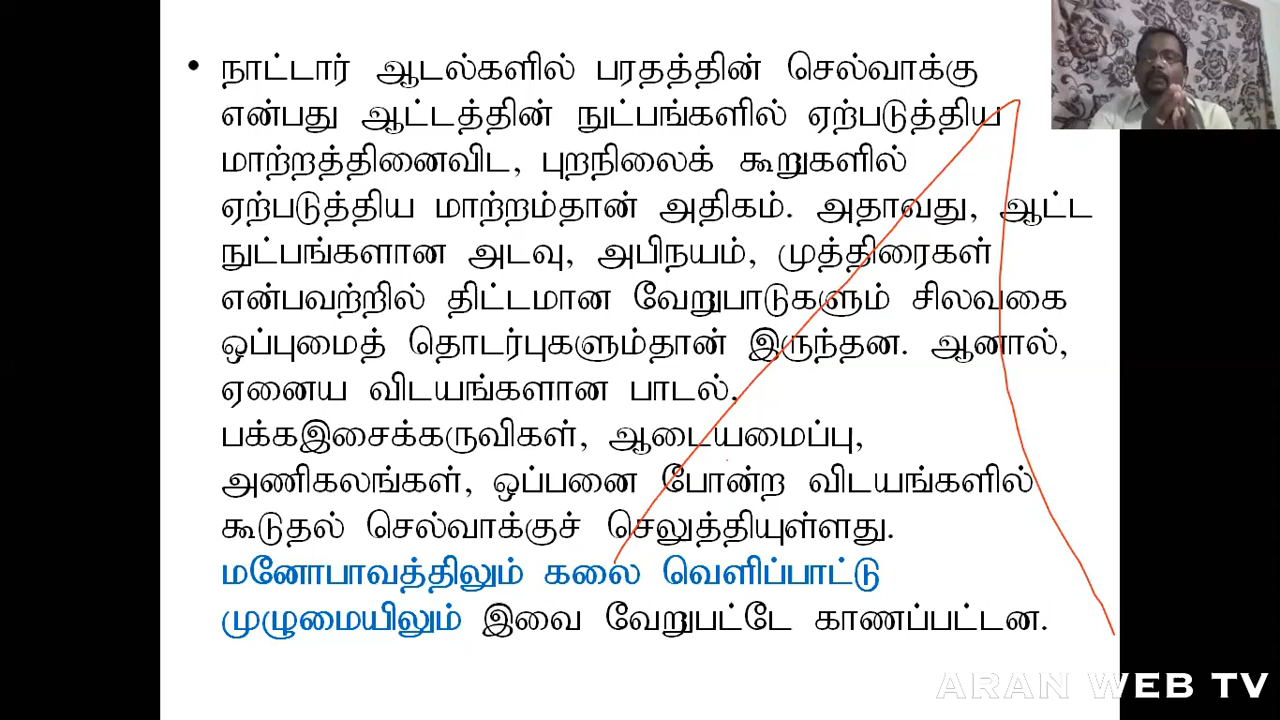 • நாட்டார் ஆடல்களில் பரதத்தின் செல்வாக்கு
என்பது ஆட்டத்தின் நுட்பங்களில் ஏற்படுத்திய
மாற்றத்தினைவிட, புறநிலைக் கூறுகளில்
ஏற்படுத்திய மாற்றம்தான் அதிகம். அதாவது, ஆட்ட
நுட்பங்களான அடவு, அபிநயம், முத்திரைகள்
என்பவற்றில் திட்டமான வேறுபாடுகளும் சிலவகை
ஒப்புமைத் தொடர்புகளும்தான் இருந்தன. ஆனால்,
ஏனைய விடயங்களான பாடல்,
பக்கஇசைக்கருவிகள், ஆடையமைப்பு,
அணிகலங்கள், ஒப்பனை போன்ற விடயங்களில்
கூடுதல் செல்வாக்குச் செலுத்தியுள்ளது.
மனோபாவத்திலும் கலை வெளிப்பாட்டு
முழுமையிலும் இவை வேறுபட்டே காணப்பட்டன.
ARAN WEB TV